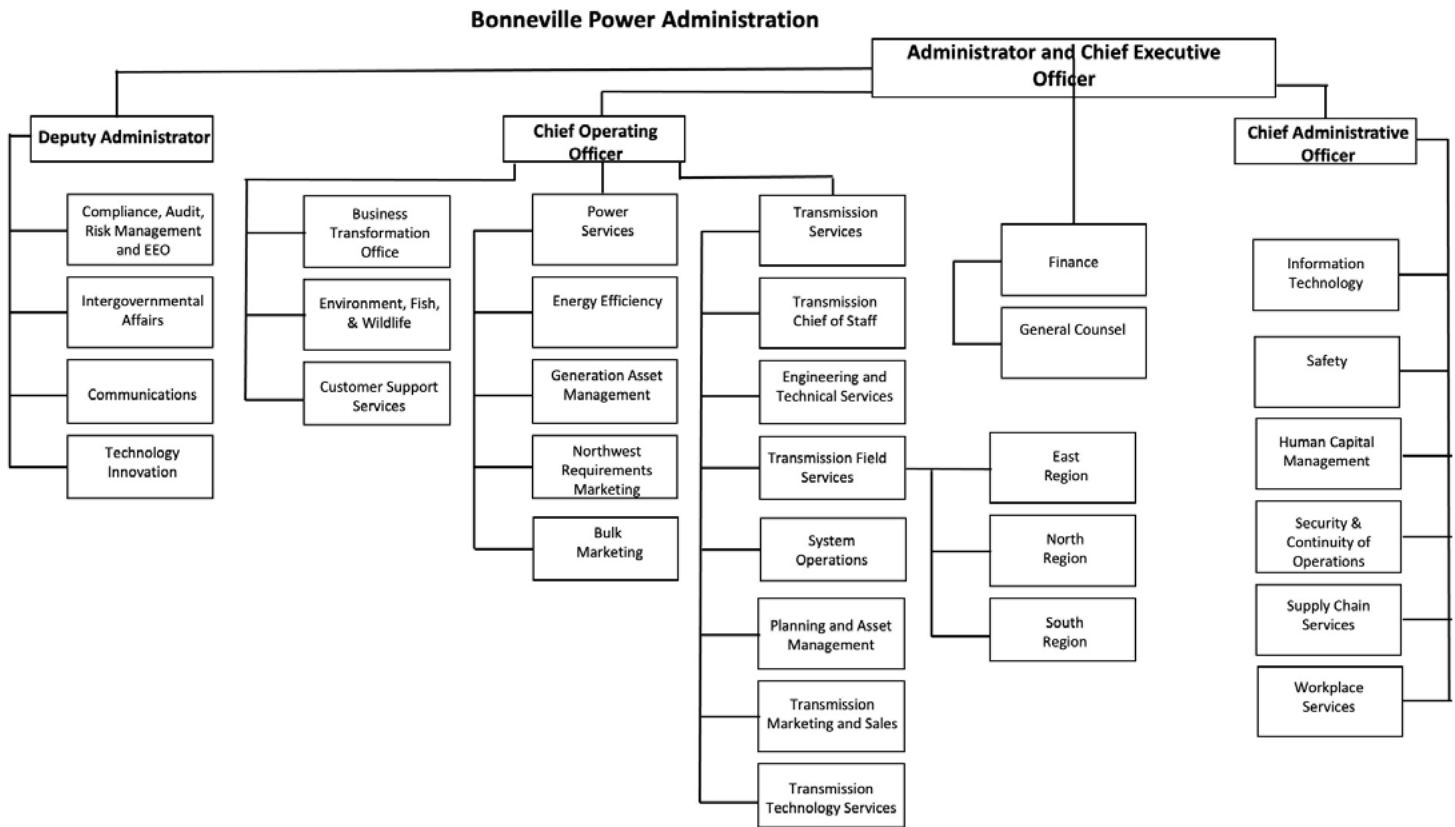 Bonneville Power Administration
Administrator and Chief Executive
Officer
Deputy Administrator
Chief Operating
Officer
Chief Administrative
Officer
Compliance, Audit,
Risk Management
and EEO
Intergovernmental
Affairs
Communications
Technology
Innovation
Business
Transformation
Office
Environment, Fish,
& Wildlife
Customer Support
Services
Power
Services
Energy Efficiency
Generation Asset
Management
Northwest
Requirements
Marketing
Bulk
Marketing
Transmission
Services
Transmission
Chief of Staff
Engineering and
Technical Services
Transmission Field
Services
System
Operations
Planning and Asset
Management
Transmission
Marketing and Sales
Transmission
Technology Services
Finance
General Counsel
East
Region
North
Region
South
Region
Information
Technology
Safety
Human Capital
Management
Security &
Continuity of
Operations
Supply Chain
Services
Workplace
Services